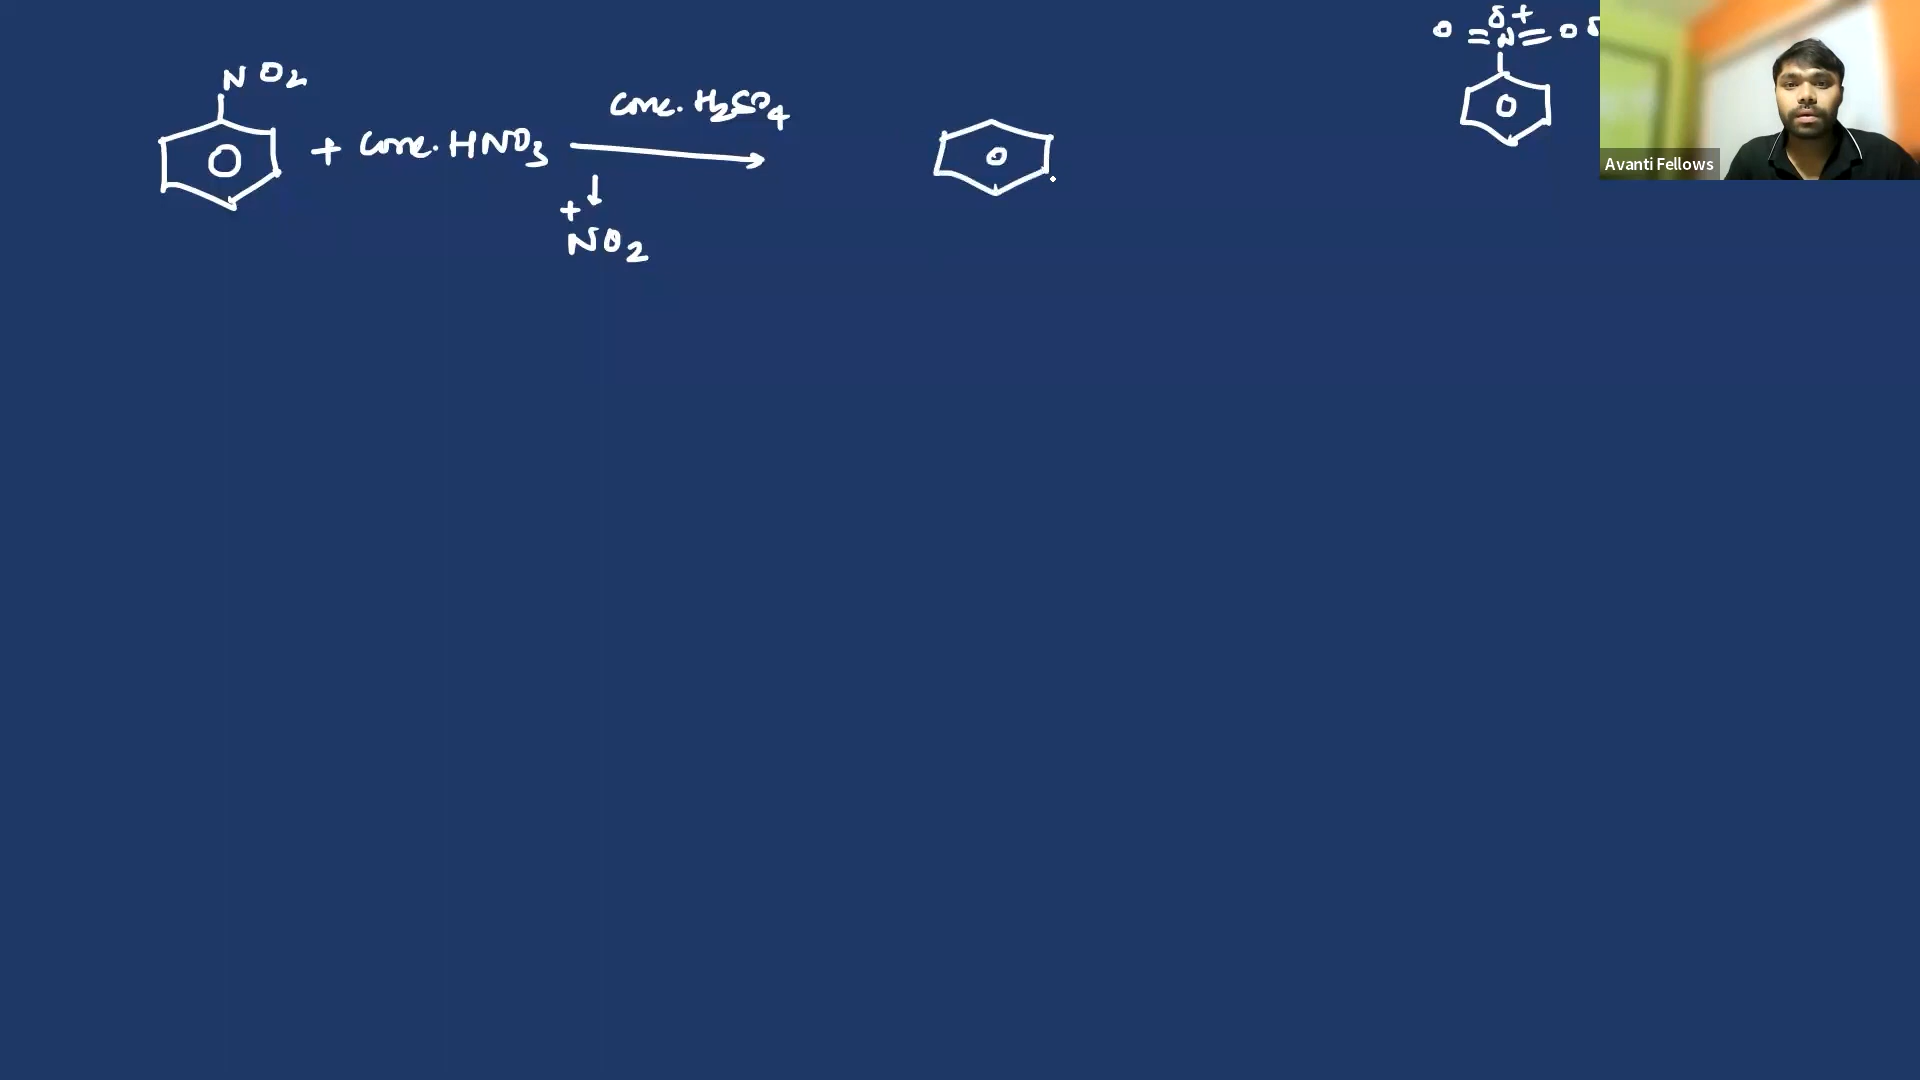 NO2
+ conc. HNO3
conc. H2SO4
+
NO2
δ+
O = N = O δ
Avanti Fellows